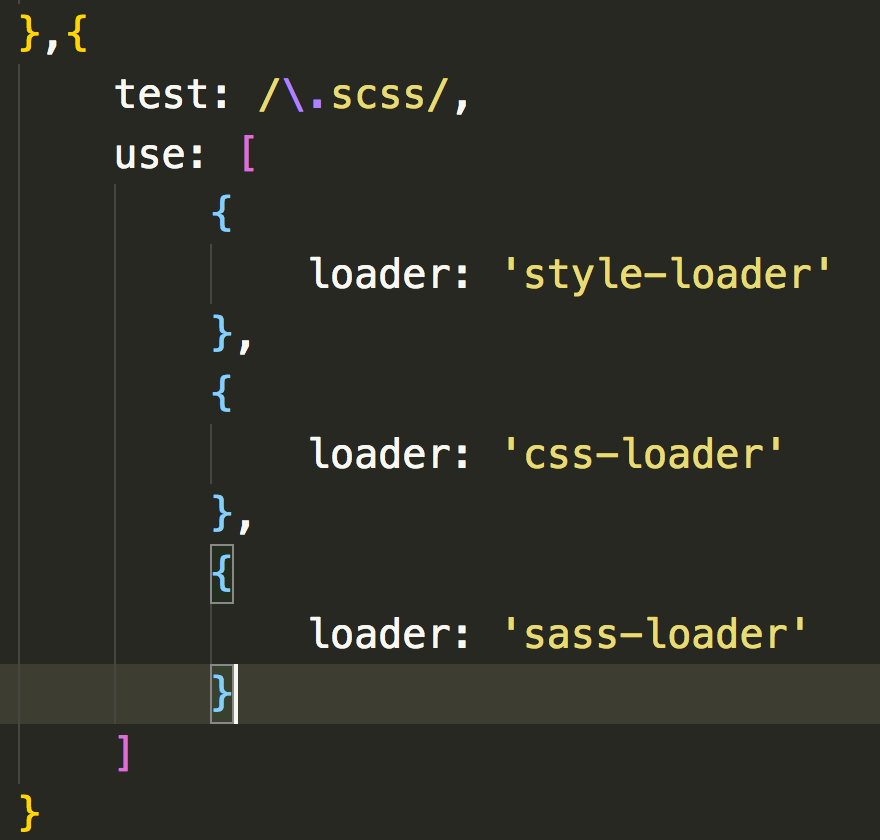 },{
test: /\.scss/,
use: [
{
loader: 'style-loader'
},
{
loader: 'css-loader'
},
{
loader: 'sass-loader'
}
]
}